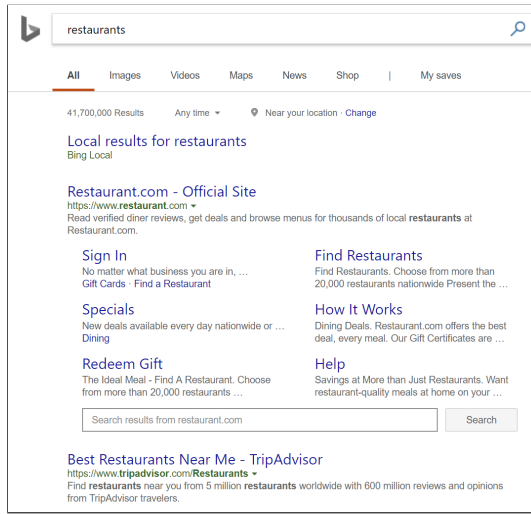 restaurants
All Images Videos Maps News Shop | My saves
41,700,000 Results Any time Near your location · Change
Local results for restaurants
Bing Local
Restaurant.com - Official Site
https://www.restaurant.com
Read verified diner reviews, get deals and browse menus for thousands of local restaurants at
Restaurant.com.
Sign In
No matter what business you are in, …
Gift Cards · Find a Restaurant
Find Restaurants
Find Restaurants. Choose from more than
20,000 restaurants nationwide Present the …
Specials
New deals available every day nationwide or …
Dining
How It Works
Dining Deals. Restaurant.com offers the best
deal, every meal. Our Gift Certificates are …
Redeem Gift
The Ideal Meal - Find A Restaurant. Choose
from more than 20,000 restaurants …
Help
Savings at More than Just Restaurants. Want
restaurant-quality meals at home on your …
Search results from restaurant.com Search
Best Restaurants Near Me - TripAdvisor
https://www.tripadvisor.com/Restaurants
Find restaurants near you from 5 million restaurants worldwide with 600 million reviews and opinions
from TripAdvisor travelers.